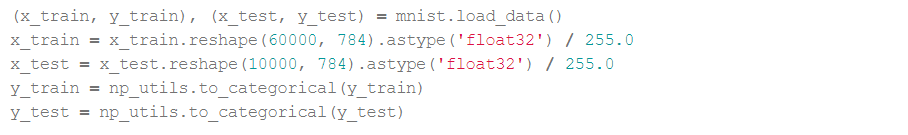 (x_train, y_train), (x_test, y_test) = mnist.load_data()
x_train = x_train.reshape(60000, 784).astype('float32') / 255.0
x_test = x_test.reshape(10000, 784).astype('float32') / 255.0
y_train = np_utils.to_categorical(y_train)
y_test = np_utils.to_categorical(y_test)